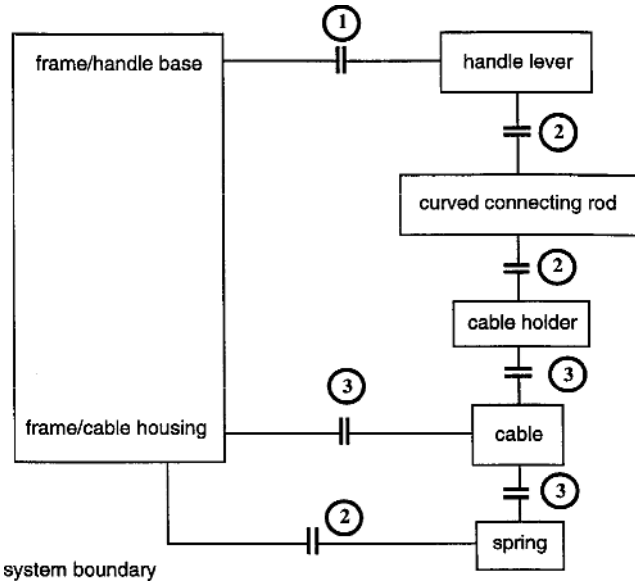 1
frame/handle base
handle lever
2
curved connecting rod
2
cable holder
3
3
frame/cable housing
cable
3
2
spring
system boundary